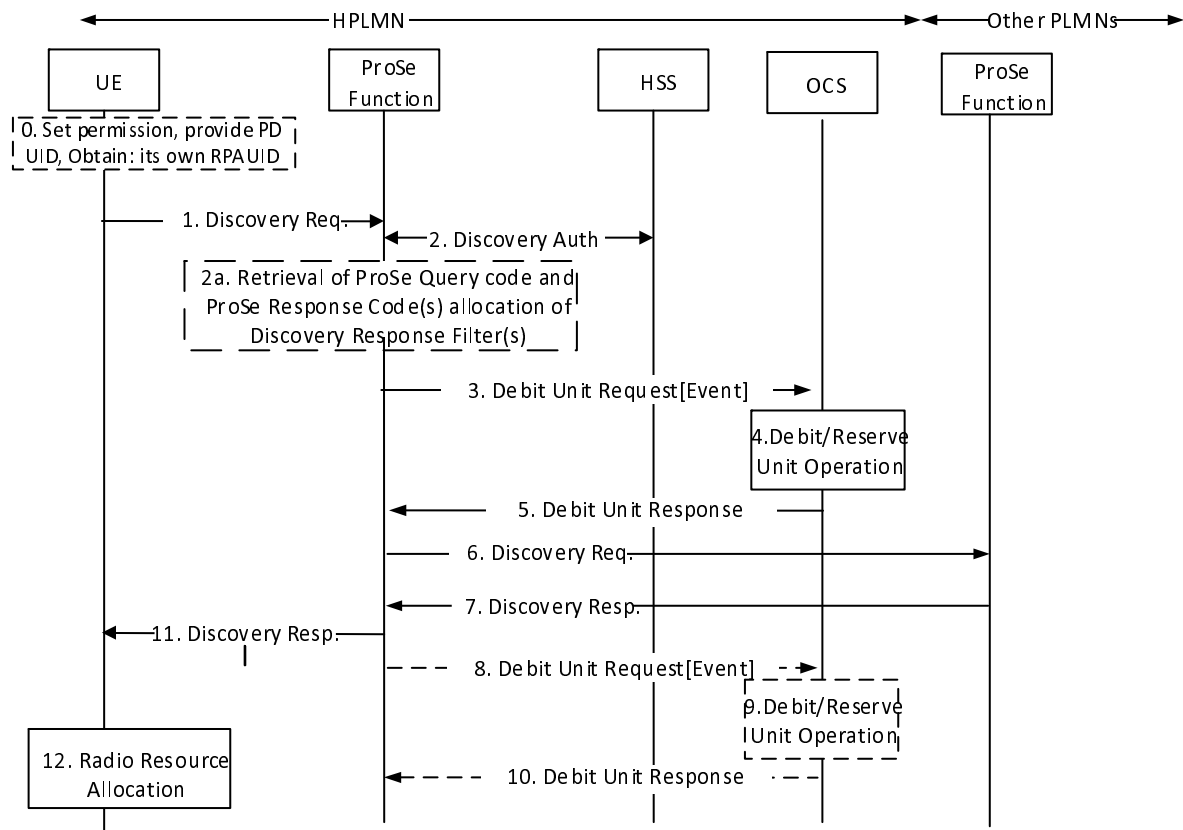 HPLMN
Other PLMNs
UE
ProSe
Function
HSS
OCS
ProSe
Function
0. Set permission, provide PD
UID, Obtain: its own RPAUID
1. Discovery Req.
2. Discovery Auth
2a. Retrieval of ProSe Query code and
ProSe Response Code(s) allocation of
Discovery Response Filter(s)
3. Debit Unit Request[Event]
4.Debit/Reserve
Unit Operation
5. Debit Unit Response
6. Discovery Req.
7. Discovery Resp.
11. Discovery Resp.
8. Debit Unit Request[Event]
9.Debit/Reserve
Unit Operation
12. Radio Resource
Allocation
10. Debit Unit Response